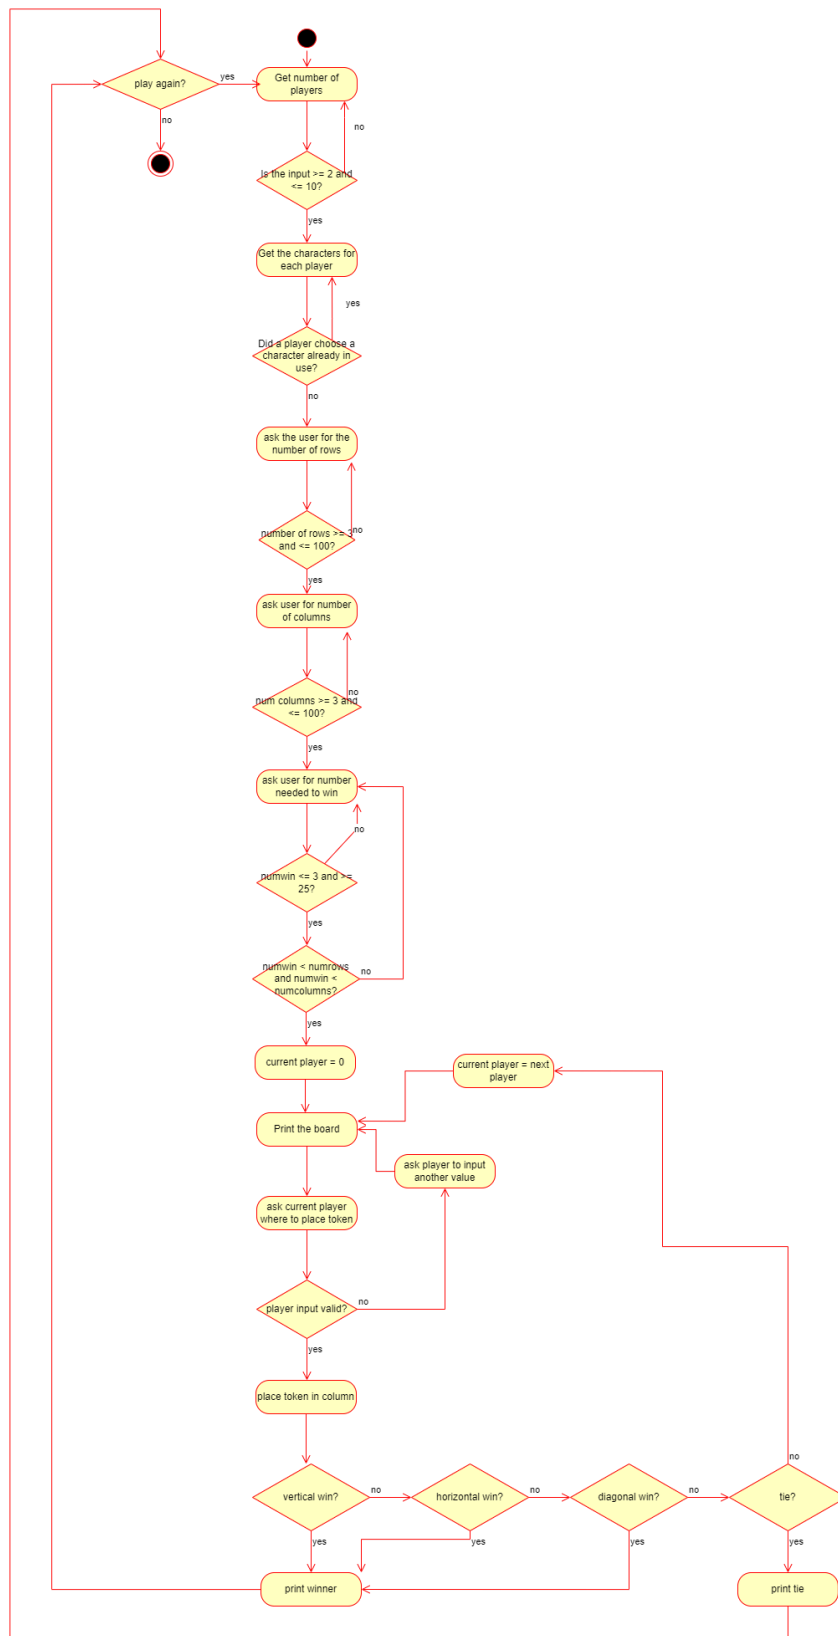 play again?
yes
no
Get number of
players
no
Is the input >= 2 and
<= 10?
yes
Get the characters for
each player
yes
Did a player choose a
character already in
use?
no
ask the user for the
number of rows
no
number of rows >= 3
and <= 100?
yes
ask user for number
of columns
no
num columns >= 3 and
<= 100?
yes
ask user for number
needed to win
no
numwin <= 3 and >=
25?
yes
numwin < numrows
and numwin <
numcolumns?
no
yes
current player = 0
current player = next
player
Print the board
ask player to input
another value
ask current player
where to place token
player input valid?
no
yes
place token in column
vertical win?
no
horizontal win?
no
diagonal win?
no
no
tie?
yes
yes
yes
yes
print winner
print tie